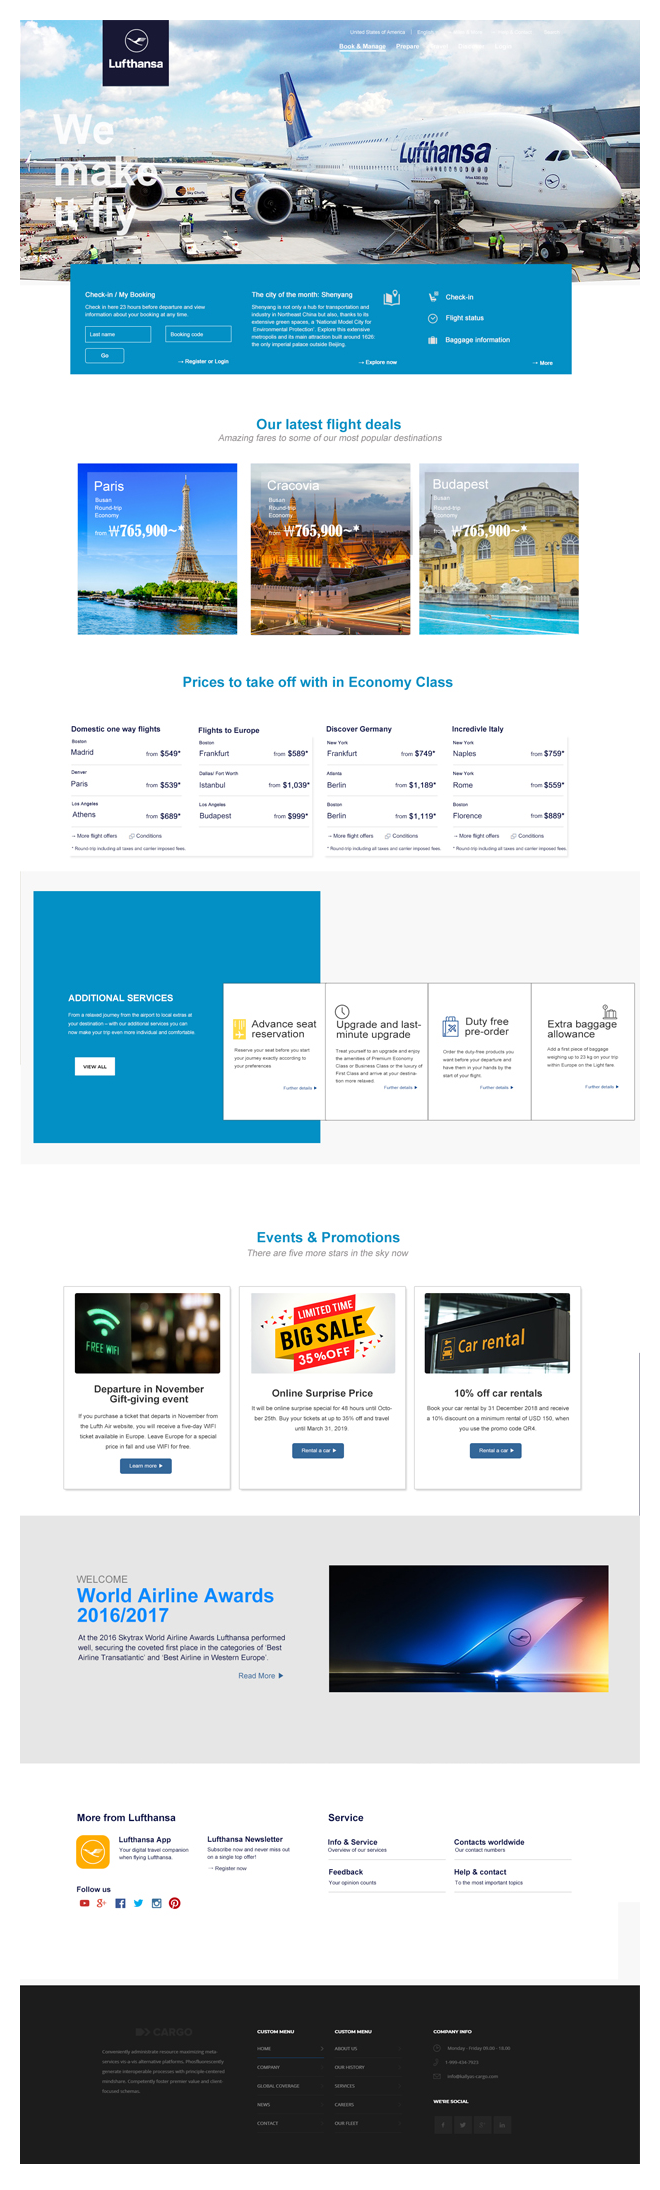 United States of America
English
Lufthansa
Book & Manage
Prepare
We
make
it fly
Lufthansa
Check-in / My Booking
Check in here 23 hours before departure and view
information about your booking at any time.
Last name
Booking code
Go
→ Register or Login
The city of the month: Shenyang
Shenyang is not only a hub for transportation and
industry in Northeast China but also, thanks to its
extensive green spaces, a 'National Model City for
Environmental Protection'. Explore this extensive
metropolis and its main attraction built around 1626:
the only imperial palace outside Beijing.
→ Explore now
Check-in
Flight status
Baggage information
→ More
Our latest flight deals
Amazing fares to some of our most popular destinations
Paris
Busan
Round-trip
Economy
from ₩765,900~*
Cracovia
Busan
Round-trip
Economy
from ₩765,900~*
Budapest
Busan
Round-trip
Economy
from ₩765,900~*
Prices to take off with in Economy Class
Domestic one way flights
Boston
Madrid from $549*
Denver
Paris from $539*
Los Angeles
Athens from $689*
→ More flight offers Conditions
* Round-trip including all taxes and carrier imposed fees.
Flights to Europe
Boston
Frankfurt from $589*
Dallas/ Fort Worth
Istanbul from $1,039*
Los Angeles
Budapest from $999*
Discover Germany
New York
Frankfurt from $749*
Atlanta
Berlin from $1,189*
Boston
Berlin from $1,119*
→ More flight offers Conditions
* Round-trip including all taxes and carrier imposed fees.
Incredivle Italy
New York
Naples from $759*
New York
Rome from $559*
Boston
Florence from $889*
→ More flight offers Conditions
* Round-trip including all taxes and carrier imposed fees.
ADDITIONAL SERVICES
From a relaxed journey from the airport to local extras at
your destination – with our additional services you can
now make your trip even more individual and comfortable.
VIEW ALL
Advance seat
reservation
Reserve your seat before you start
your journey exactly according to
your preferences
Further details ▶
Upgrade and last-
minute upgrade
Treat yourself to an upgrade and enjoy
the amenities of Premium Economy
Class or Business Class or the luxury of
First Class and arrive at your destina-
tion more relaxed
Further details ▶
Duty free
pre-order
Order the duty-free products you
want before your departure and
have them in your hands by the
start of your flight.
Further details ▶
Extra baggage
allowance
Add a first piece of baggage
weighing up to 23 kg on your trip
within Europe on the Light fare
Further details ▶
Events & Promotions
There are five more stars in the sky now
FREE WIFI
Departure in November
Gift-giving event
If you purchase a ticket that departs in November from
the Lufth Air website, you will receive a five-day WIFI
ticket available in Europe. Leave Europe for a special
price in fall and use WIFI for free.
Learn more ▶
LIMITED TIME
BIG SALE
35%OFF
Online Surprise Price
It will be online surprise special for 48 hours until Octo-
ber 25th. Buy your tickets at up to 35% off and travel
until March 31, 2019.
Rental a car ▶
Car rental
10% off car rentals
Book your car rental by 31 December 2018 and receive
a 10% discount on a minimum rental of USD 150, when
you use the promo code QR4.
Rental a car ▶
WELCOME
World Airline Awards
2016/2017
At the 2016 Skytrax World Airline Awards Lufthansa performed
well, securing the coveted first place in the categories of 'Best
Airline Transatlantic' and 'Best Airline in Western Europe'.
Read More ▶
More from Lufthansa
Lufthansa App
Your digital travel companion
when flying Lufthansa.
Lufthansa Newsletter
Subscribe now and never miss out
on a single top offer!
→ Register now
Follow us
Service
Info & Service
Overview of our services
Contacts worldwide
Our contact numbers
Feedback
Your opinion counts
Help & contact
To the most important topics
CARGO
Conveniently administrate resource maximizing meta-
services vis-a-vis alternative platforms. Phosfluorescently
generate interoperable processes with principle-centered
mindshare. Competently foster premier value and client
focused schemas.
CUSTOM MENU
HOME
COMPANY
GLOBAL COVERAGE
NEWS
CONTACT
CUSTOM MENU
ABOUT US
OUR HISTORY
SERVICES
CAREERS
OUR FLEET
COMPANY INFO
Monday - Friday 09.00 - 18.00
1-999-434-7923
info@kallyas-cargo.com
WE'RE SOCIAL